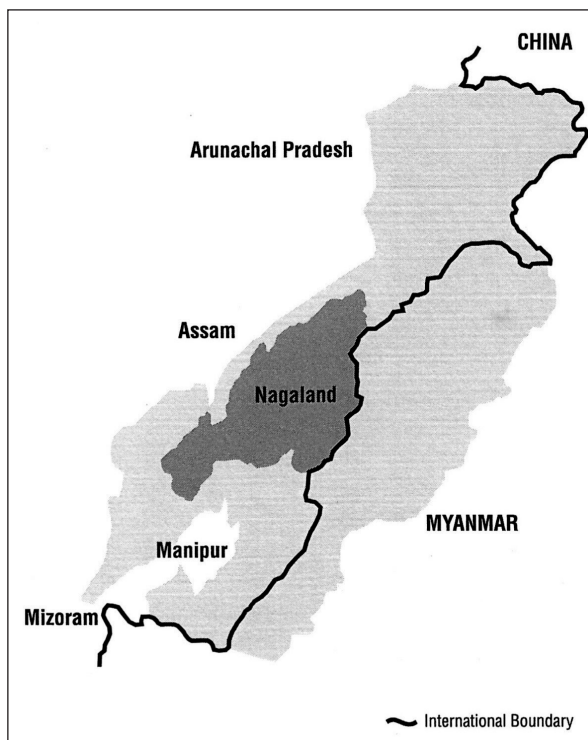 CHINA
Arunachal Pradesh
Assam
Nagaland
MYANMAR
Manipur
Mizoram
International Boundary